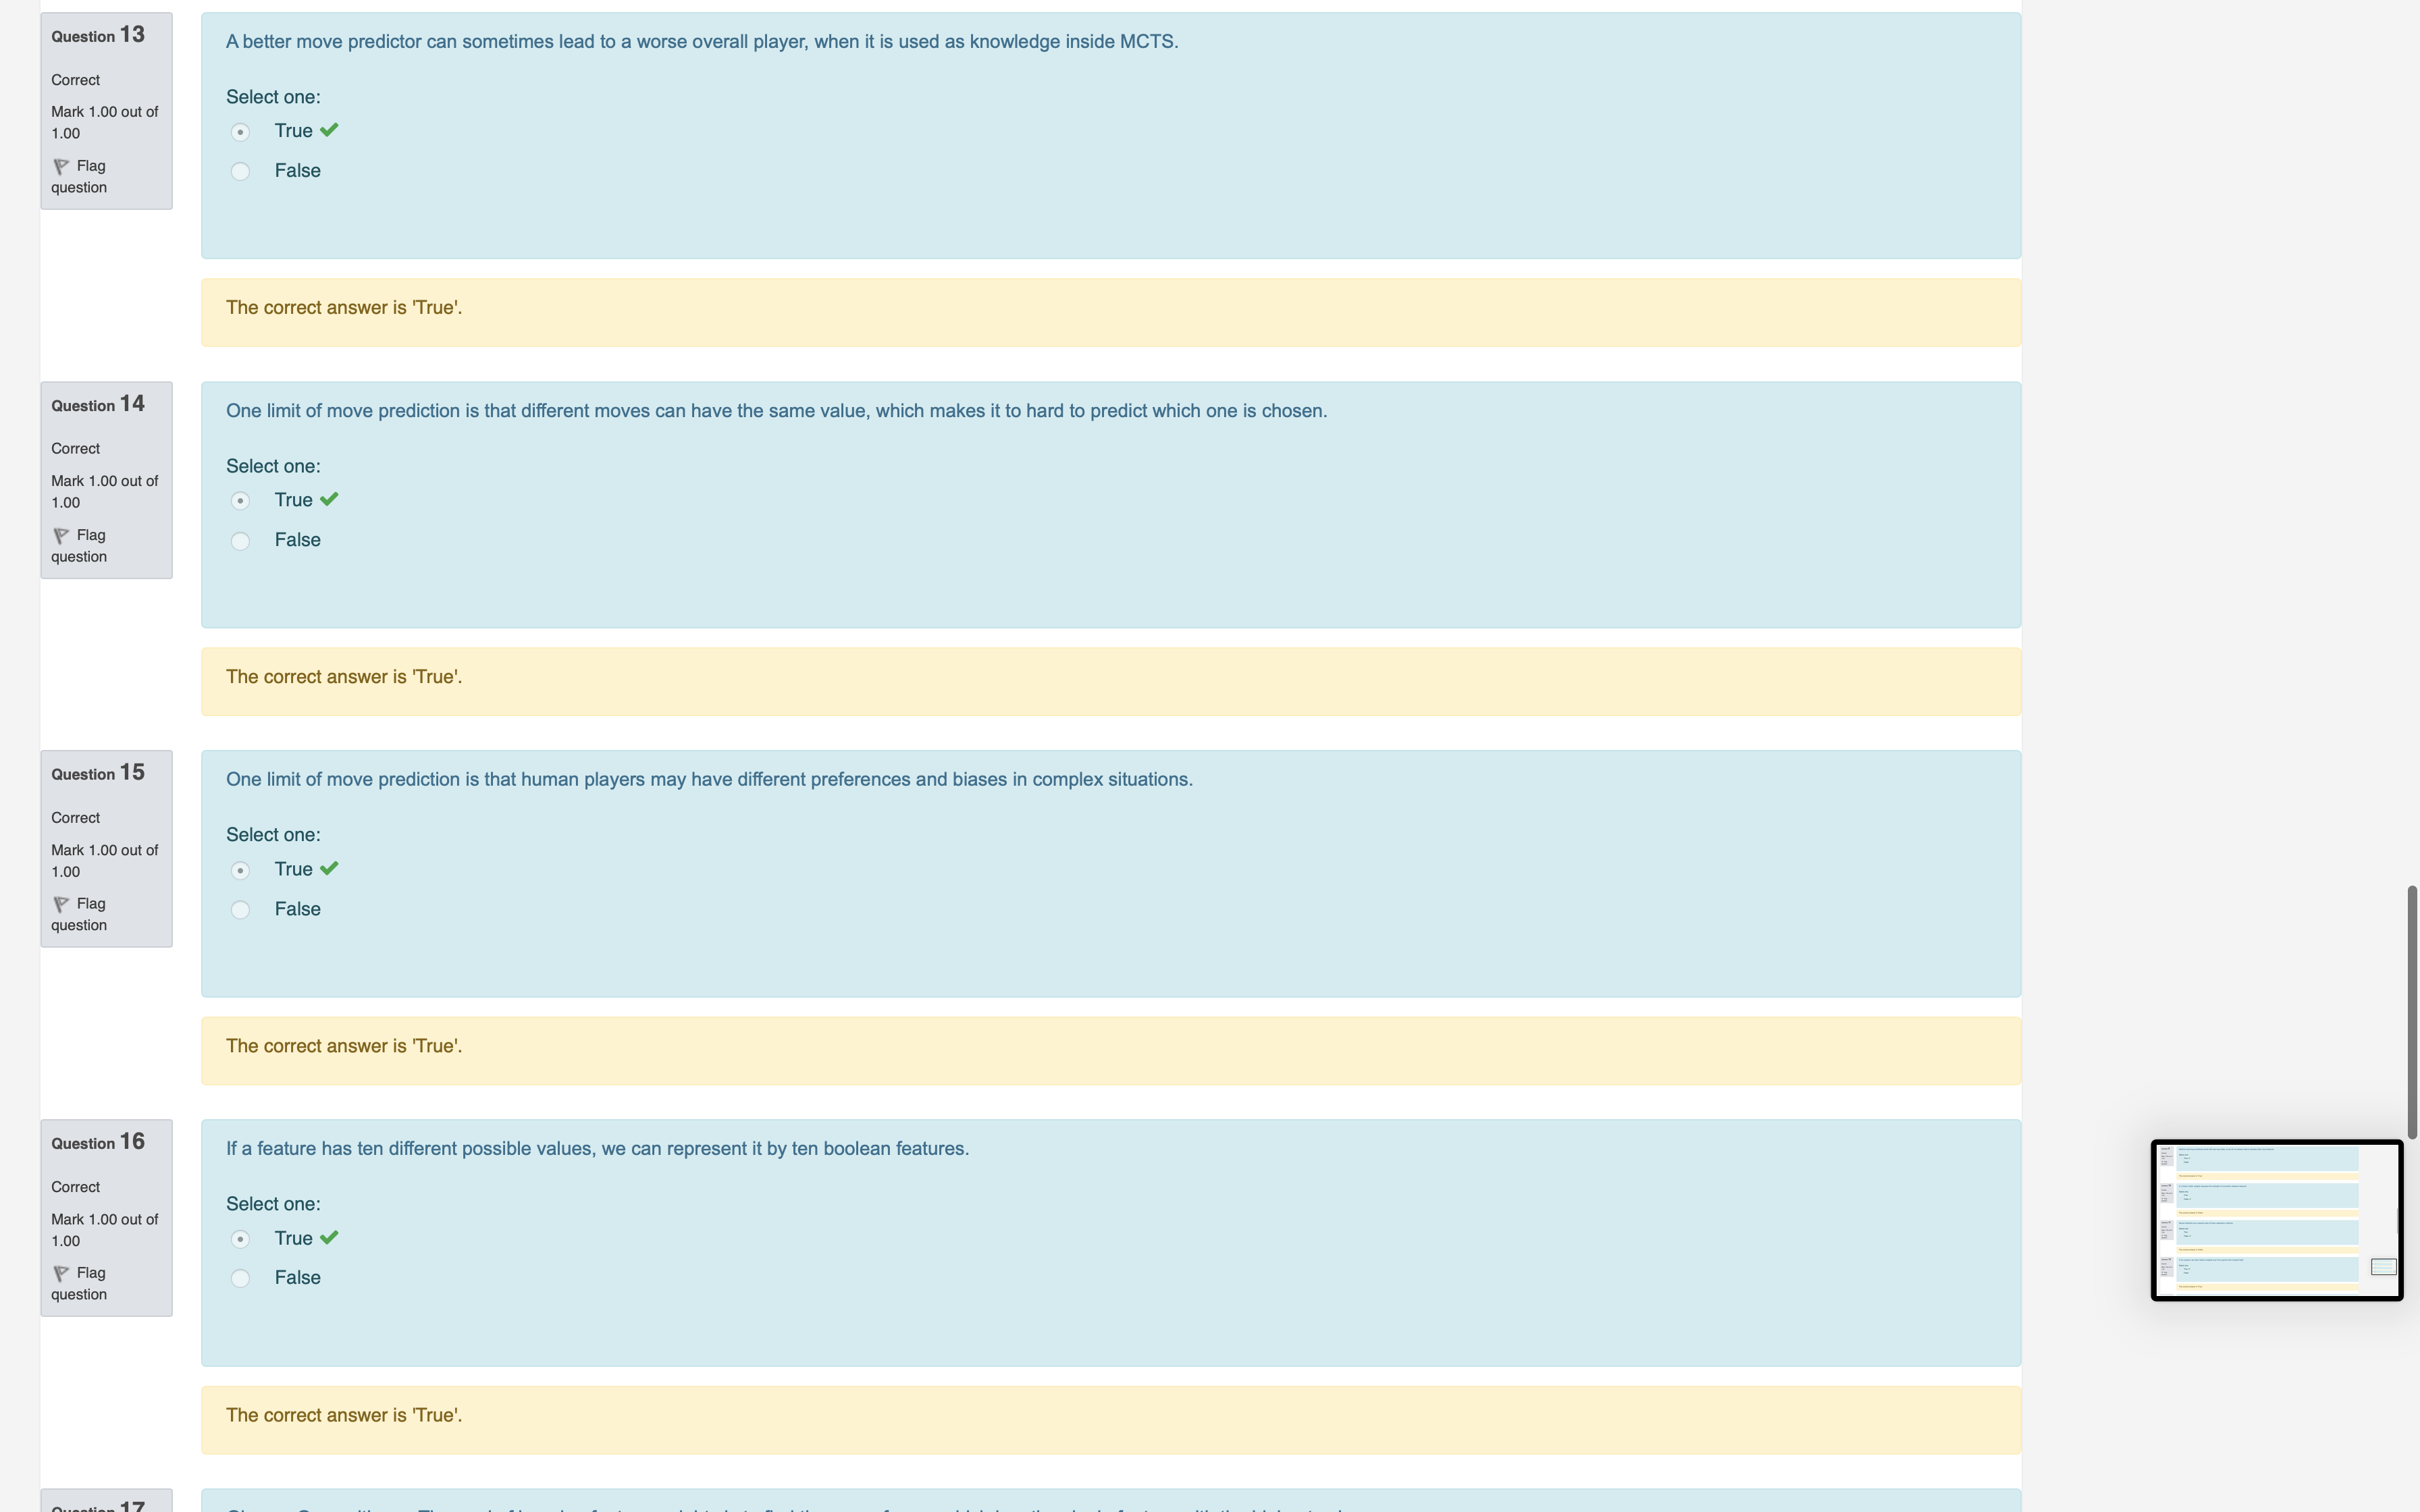 Question 13
Correct
Mark 1.00 out of
1.00
Flag
question
A better move predictor can sometimes lead to a worse overall player, when it is used as knowledge inside MCTS.
Select one:
True
False
The correct answer is 'True'.
Question 14
Correct
Mark 1.00 out of
1.00
Flag
question
One limit of move prediction is that different moves can have the same value, which makes it to hard to predict which one is chosen.
Select one:
True
False
The correct answer is 'True'.
Question 15
Correct
Mark 1.00 out of
1.00
Flag
question
One limit of move prediction is that human players may have different preferences and biases in complex situations.
Select one:
True
False
The correct answer is 'True'.
Question 16
Correct
Mark 1.00 out of
1.00
Flag
question
If a feature has ten different possible values, we can represent it by ten boolean features.
Select one:
True
False
The correct answer is 'True'.
Question 17